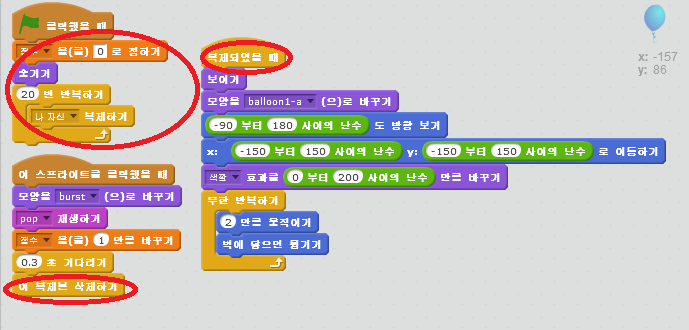 클릭했을 때
점수 을(를) 0 로 정하기
숨기기
20 번 반복하기
나 자신 복제하기
이 스프라이트를 클릭했을 때
모양을 burst (으)로 바꾸기
pop 재생하기
점수 을(를) 1 만큼 바꾸기
0.3 초 기다리기
이 복제본 삭제하기
복제되었을 때
보이기
모양을 balloon1-a (으)로 바꾸기
-90 부터 180 사이의 난수 도 방향 보기
x: -150 부터 150 사이의 난수 y: -150 부터 150 사이의 난수 로 이동하기
색깔 효과를 0 부터 200 사이의 난수 만큼 바꾸기
무한 반복하기
2 만큼 움직이기
벽에 닿으면 튕기기
x: -157
y: 86